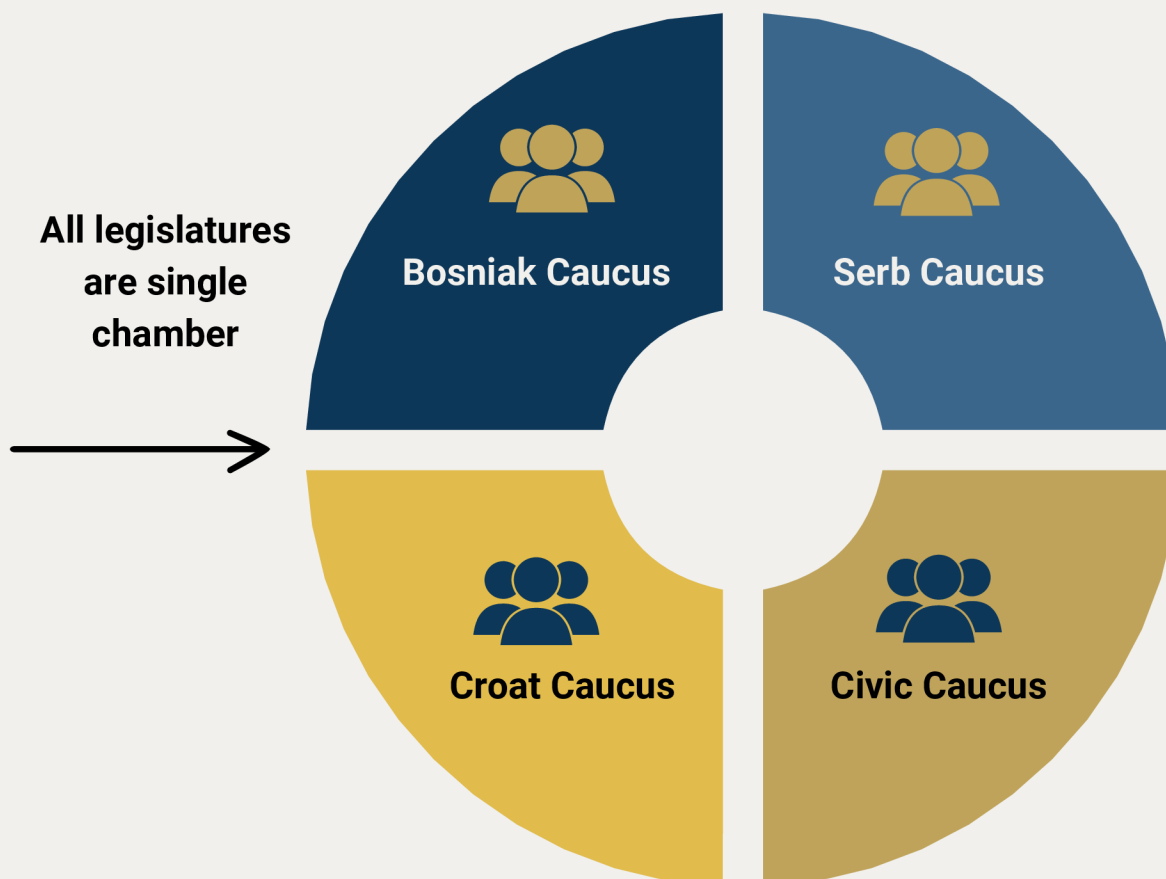 All legislatures
are single
chamber
Bosniak Caucus
Serb Caucus
Croat Caucus
Civic Caucus